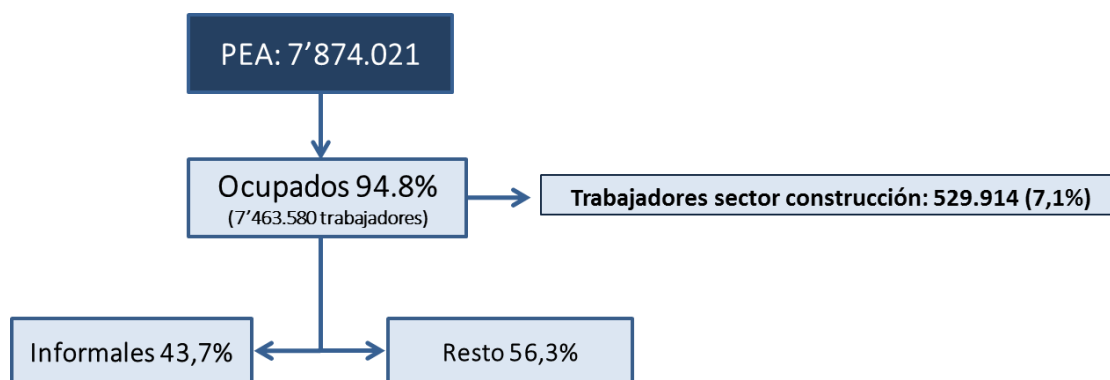 PEA: 7’874.021
Ocupados 94.8%
(7’463.580 trabajadores)
Trabajadores sector construcción: 529.914 (7,1%)
Informales 43,7%
Resto 56,3%